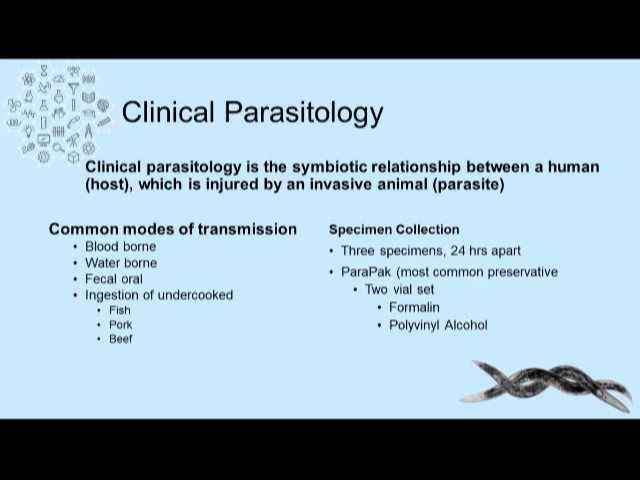 Clinical Parasitology
Clinical parasitology is the symbiotic relationship between a human
(host), which is injured by an invasive animal (parasite)
Common modes of transmission
• Blood borne
• Water borne
• Fecal oral
• Ingestion of undercooked
• Fish
• Pork
• Beef
Specimen Collection
• Three specimens, 24 hrs apart
• ParaPak (most common preservative
• Two vial set
• Formalin
• Polyvinyl Alcohol